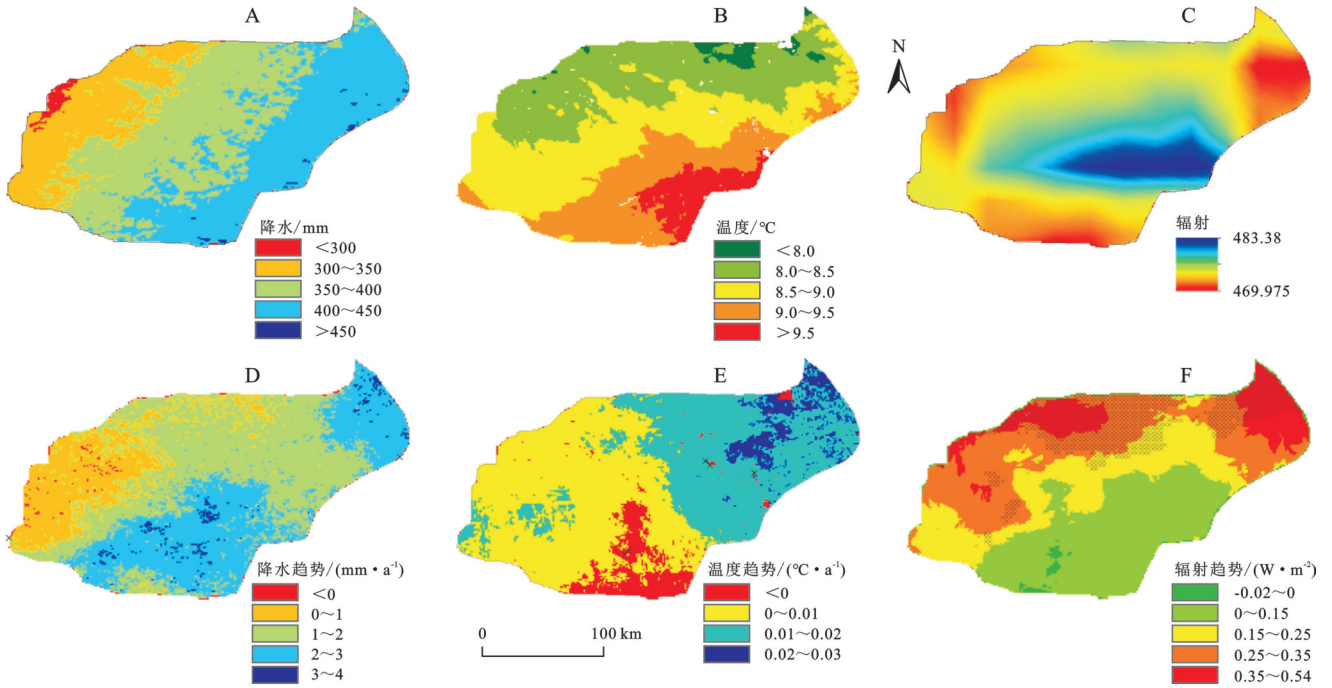 A
降水/mm
<300
300～350
350～400
400～450
>450
B
温度/℃
<8.0
8.0～8.5
8.5～9.0
9.0～9.5
>9.5
C
N
辐射
483.38
469.975
D
降水趋势/(mm·a⁻¹)
<0
0～1
1～2
2～3
3～4
E
0 100 km
温度趋势/(℃·a⁻¹)
<0
0～0.01
0.01～0.02
0.02～0.03
F
辐射趋势/(W·m⁻²)
-0.02～0
0～0.15
0.15～0.25
0.25～0.35
0.35～0.54